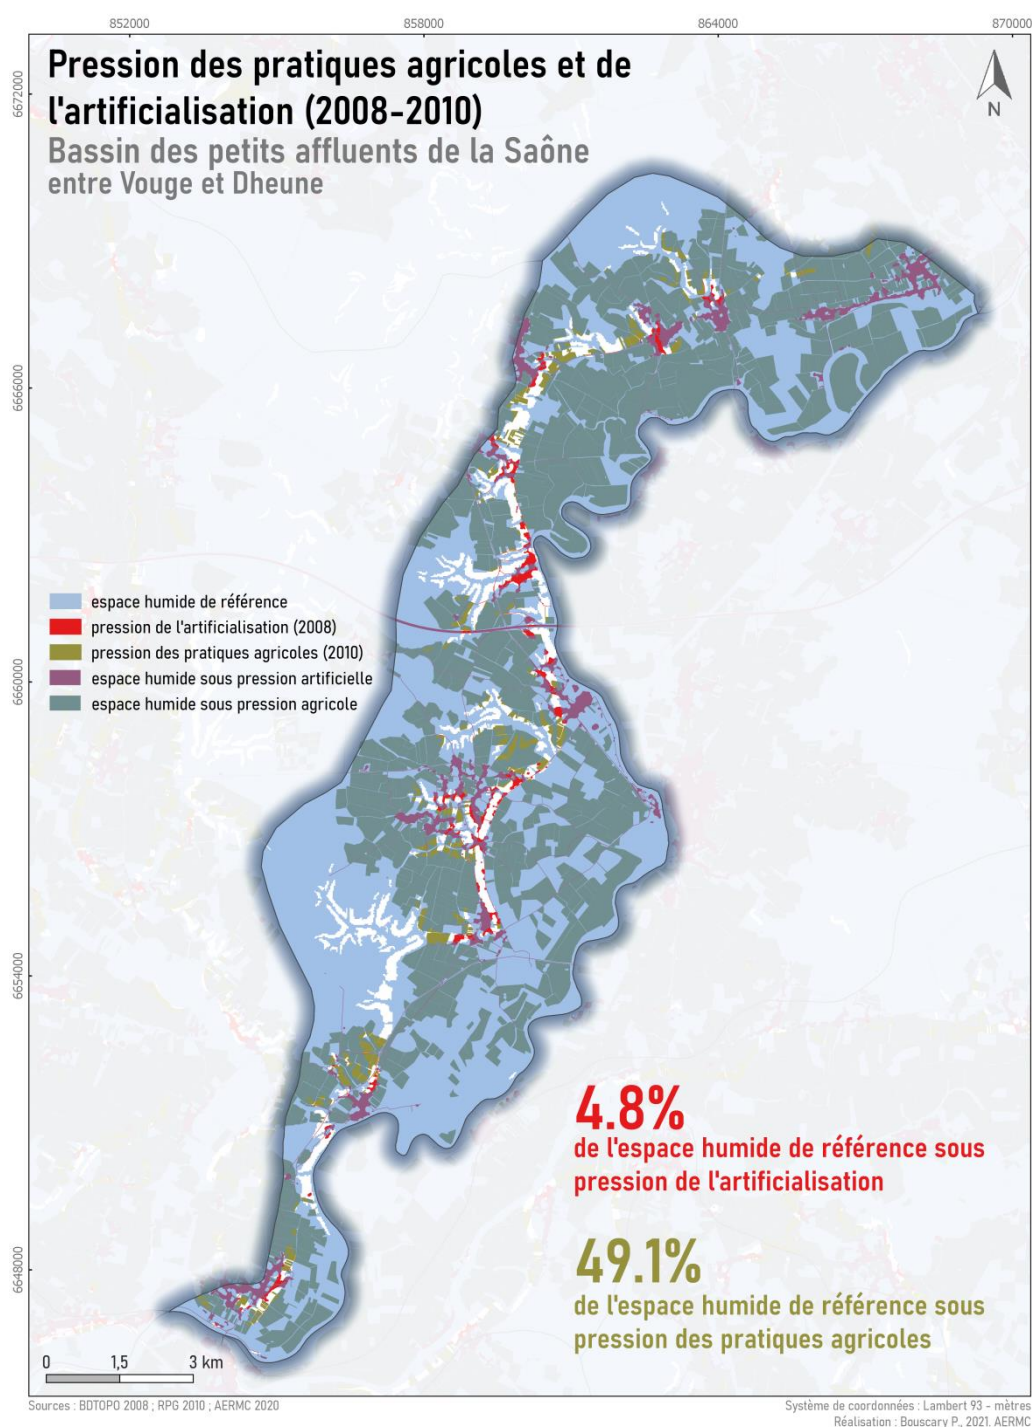 852000
858000
864000
870000
Pression des pratiques agricoles et de
l'artificialisation (2008-2010)
Bassin des petits affluents de la Saône
entre Vouge et Dheune
N
6672000
6666000
6660000
6654000
6648000
espace humide de référence
pression de l'artificialisation (2008)
pression des pratiques agricoles (2010)
espace humide sous pression artificielle
espace humide sous pression agricole
4.8%
de l'espace humide de référence sous
pression de l'artificialisation
49.1%
de l'espace humide de référence sous
pression des pratiques agricoles
0 1,5 3 km
Sources : BDTOPO 2008 ; RPG 2010 ; AERMC 2020
Système de coordonnées : Lambert 93 - mètres
Réalisation : Bouscary P., 2021. AERMC